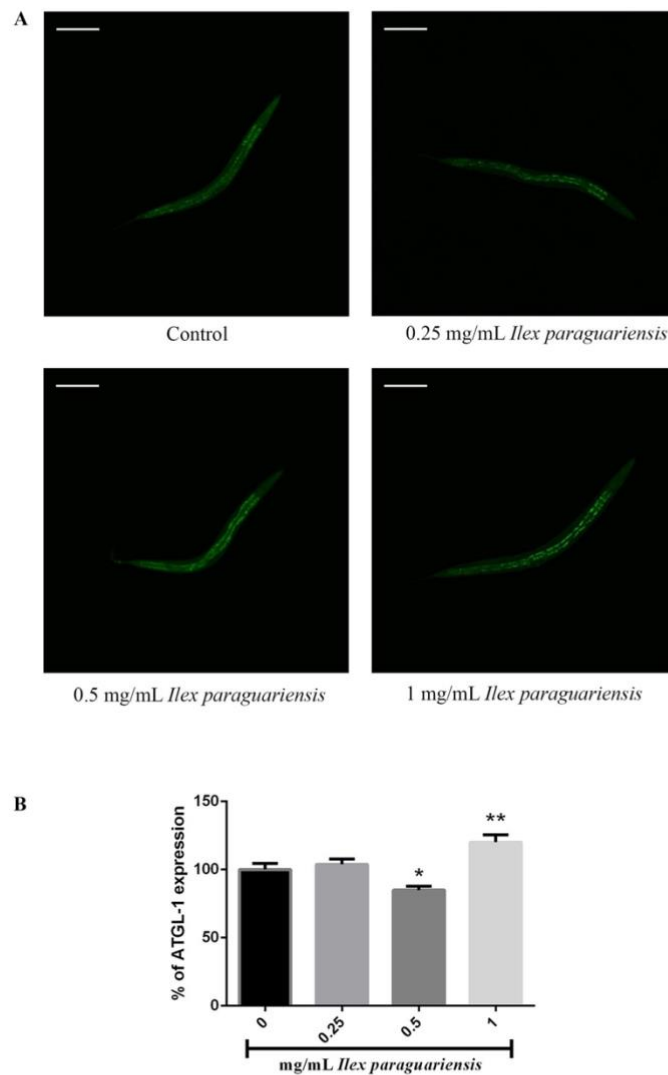 A
Control
0.25 mg/mL Ilex paraguariensis
0.5 mg/mL Ilex paraguariensis
1 mg/mL Ilex paraguariensis
B
% of ATGL-1 expression
150
100
50
0
*
**
0
0.25
0.5
1
mg/mL Ilex paraguariensis